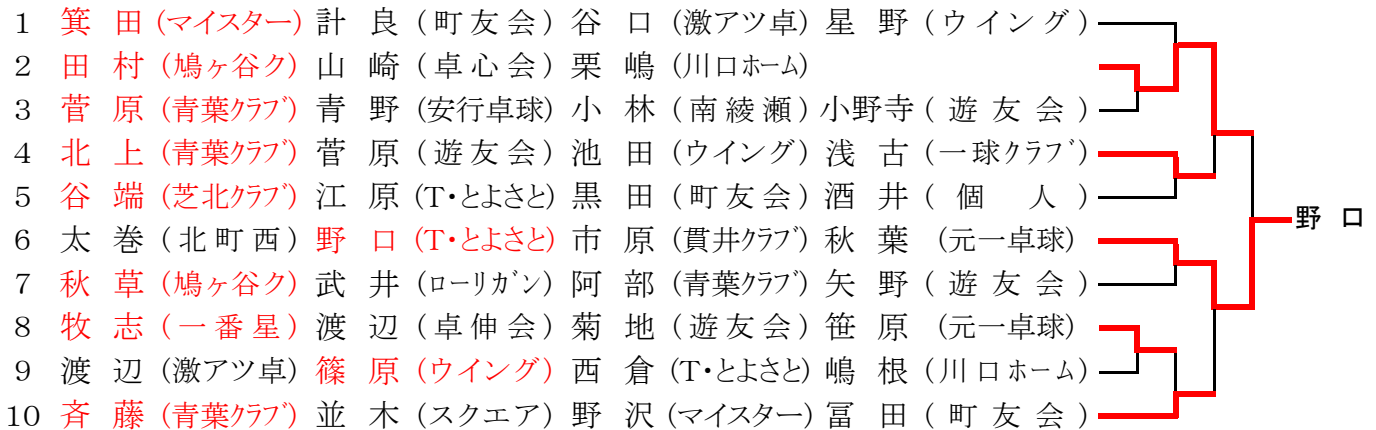 1 箕 田 (マイスター) 計 良 (町友会) 谷 口 (激アツ卓) 星 野 (ウイング)
2 田 村 (鳩ヶ谷ク) 山 崎 (卓心会) 栗 嶋 (川口ホーム)
3 菅 原 (青葉クラブ) 青 野 (安行卓球) 小 林 (南綾瀬) 小野寺 (遊友会)
4 北 上 (青葉クラブ) 菅 原 (遊友会) 池 田 (ウイング) 浅 古 (一球クラブ)
5 谷 端 (芝北クラブ) 江 原 (T・とよさと) 黒 田 (町友会) 酒 井 (個 人)
6 太 巻 (北町西) 野 口 (T・とよさと) 市 原 (貫井クラブ) 秋 葉 (元一卓球)
野 口
7 秋 草 (鳩ヶ谷ク) 武 井 (ローリガン) 阿 部 (青葉クラブ) 矢 野 (遊友会)
8 牧 志 (一番星) 渡 辺 (卓伸会) 菊 地 (遊友会) 笹 原 (元一卓球)
9 渡 辺 (激アツ卓) 篠 原 (ウイング) 西 倉 (T・とよさと) 嶋 根 (川口ホーム)
10 斉 藤 (青葉クラブ) 並 木 (スクエア) 野 沢 (マイスター) 冨 田 (町友会)